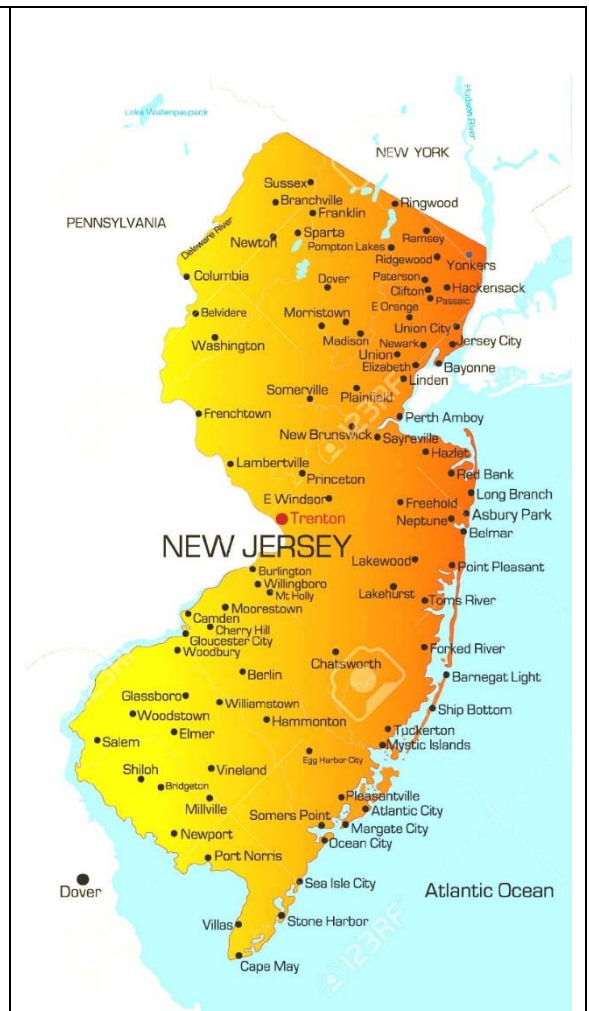 Lake Wallenpaupack
Hudson River
NEW YORK
Sussex
Branchville
Ringwood
Franklin
PENNSYLVANIA
Deleware River
Sparta
Ramsey
Newton
Pompton Lakes
Ridgewood
Yonkers
Columbia
Dover
Paterson
Hackensack
Clifton
Passaic
E Orange
Belvidere
Morristown
Union City
Washington
Madison
Newark
Jersey City
Union
Elizabeth
Bayonne
Linden
Somerville
Plainfield
Frenchtown
Perth Amboy
New Brunswick
Sayreville
Hazlet
Lambertville
Princeton
Red Bank
E Windsor
Long Branch
Freehold
Trenton
Neptune
Asbury Park
Belmar
NEW JERSEY
Lakewood
Point Pleasant
Burlington
Willingboro
Mt Holly
Lakehurst
Toms River
Moorestown
Camden
Cherry Hill
Gloucester City
Woodbury
Forked River
Chatsworth
Berlin
Barnegat Light
Glassboro
Williamstown
Ship Bottom
Woodstown
Hammonton
Elmer
Tuckerton
Salem
Mystic Islands
Egg Harbor City
Shiloh
Vineland
Bridgeton
Pleasantville
Millville
Atlantic City
Somers Point
Margate City
Newport
Ocean City
Port Norris
Dover
Sea Isle City
Atlantic Ocean
Villas
Stone Harbor
Cape May
123RF
123RF
123RF